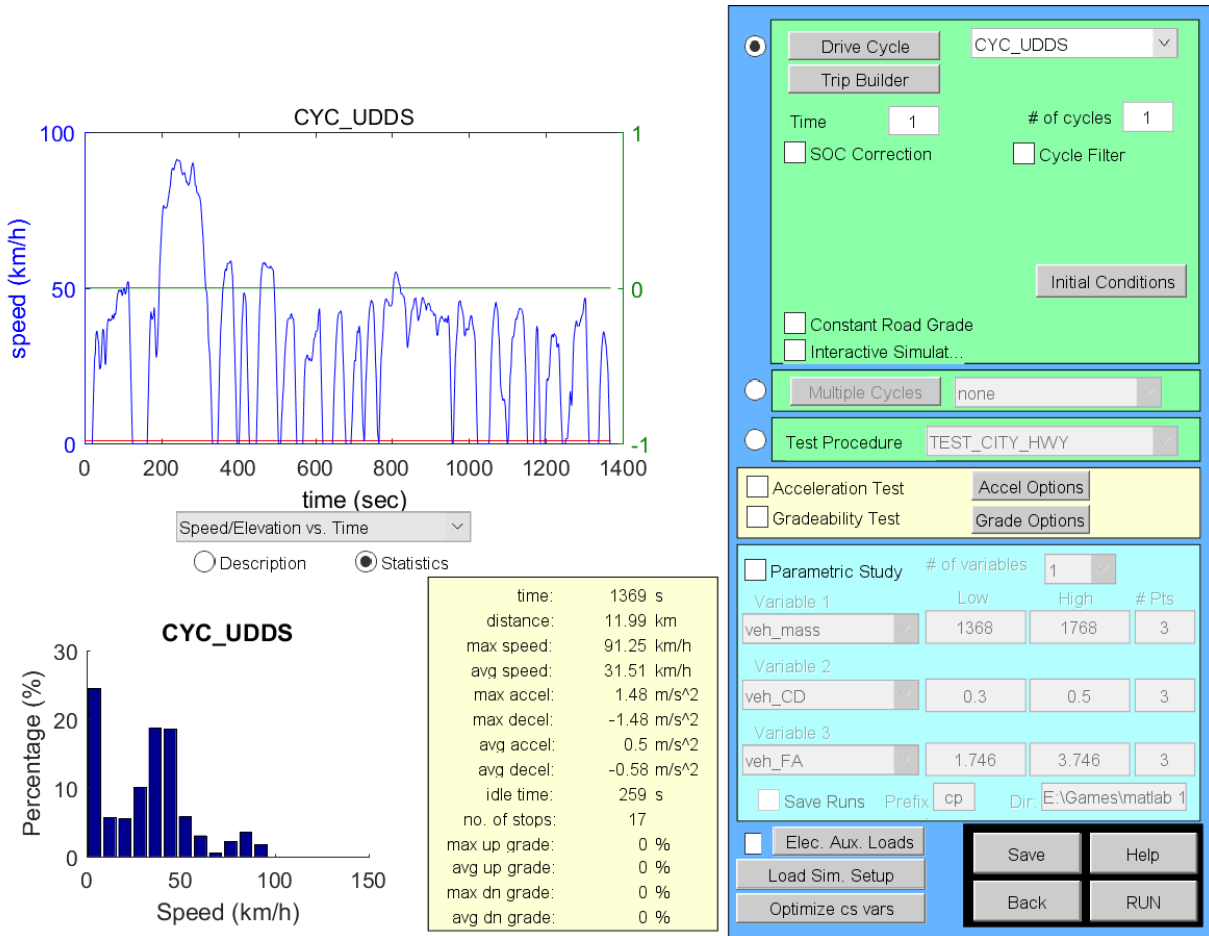 CYC_UDDS
100
50
0
1
0
-1
speed (km/h)
0 200 400 600 800 1000 1200 1400
time (sec)
Speed/Elevation vs. Time
Description Statistics
CYC_UDDS
30
20
10
0
Percentage (%)
0 50 100 150
Speed (km/h)
time: 1369 s
distance: 11.99 km
max speed: 91.25 km/h
avg speed: 31.51 km/h
max accel: 1.48 m/s^2
max decel: -1.48 m/s^2
avg accel: 0.5 m/s^2
avg decel: -0.58 m/s^2
idle time: 259 s
no. of stops: 17
max up grade: 0 %
avg up grade: 0 %
max dn grade: 0 %
avg dn grade: 0 %
Drive Cycle CYC_UDDS
Trip Builder
Time 1 # of cycles 1
SOC Correction Cycle Filter
Initial Conditions
Constant Road Grade
Interactive Simulat...
Multiple Cycles none
Test Procedure TEST_CITY_HWY
Acceleration Test Accel Options
Gradeability Test Grade Options
Parametric Study # of variables 1
Variable 1 Low High # Pts
veh_mass 1368 1768 3
Variable 2
veh_CD 0.3 0.5 3
Variable 3
veh_FA 1.746 3.746 3
Save Runs Prefix cp Dir: E:\Games\matlab 1
Elec. Aux. Loads
Load Sim. Setup
Optimize cs vars
Save Help
Back RUN